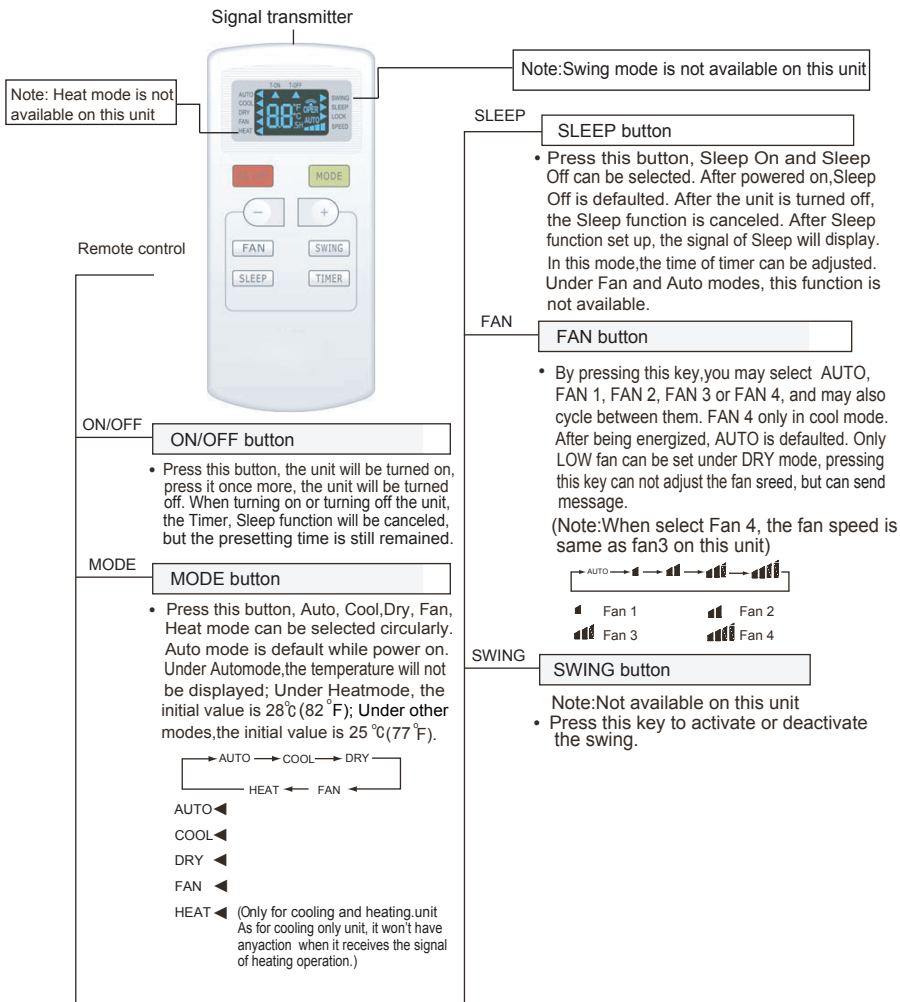 Signal transmitter
Note: Heat mode is not
available on this unit
Note:Swing mode is not available on this unit
T-ON T-OFF
AUTO
COOL
DRY
FAN
HEAT
88
°F
°C
SH
OPER
AUTO
SWING
SLEEP
LOCK
SPEED
MODE
−
+
FAN
SWING
SLEEP
TIMER
Remote control
ON/OFF
ON/OFF button
• Press this button, the unit will be turned on,
press it once more, the unit will be turned
off. When turning on or turning off the unit,
the Timer, Sleep function will be canceled,
but the presetting time is still remained.
MODE
MODE button
• Press this button, Auto, Cool,Dry, Fan,
Heat mode can be selected circularly.
Auto mode is default while power on.
Under Automode,the temperature will not
be displayed; Under Heatmode, the
initial value is 28°C (82°F); Under other
modes,the initial value is 25 °C(77 °F).
AUTO COOL DRY
HEAT FAN
AUTO
COOL
DRY
FAN
HEAT (Only for cooling and heating.unit
As for cooling only unit, it won't have
anyaction when it receives the signal
of heating operation.)
SLEEP
SLEEP button
• Press this button, Sleep On and Sleep
Off can be selected. After powered on,Sleep
Off is defaulted. After the unit is turned off,
the Sleep function is canceled. After Sleep
function set up, the signal of Sleep will display.
In this mode,the time of timer can be adjusted.
Under Fan and Auto modes, this function is
not available.
FAN
FAN button
• By pressing this key,you may select AUTO,
FAN 1, FAN 2, FAN 3 or FAN 4, and may also
cycle between them. FAN 4 only in cool mode.
After being energized, AUTO is defaulted. Only
LOW fan can be set under DRY mode, pressing
this key can not adjust the fan sreed, but can send
message.
(Note:When select Fan 4, the fan speed is
same as fan3 on this unit)
AUTO
Fan 1 Fan 2
Fan 3 Fan 4
SWING
SWING button
Note:Not available on this unit
• Press this key to activate or deactivate
the swing.